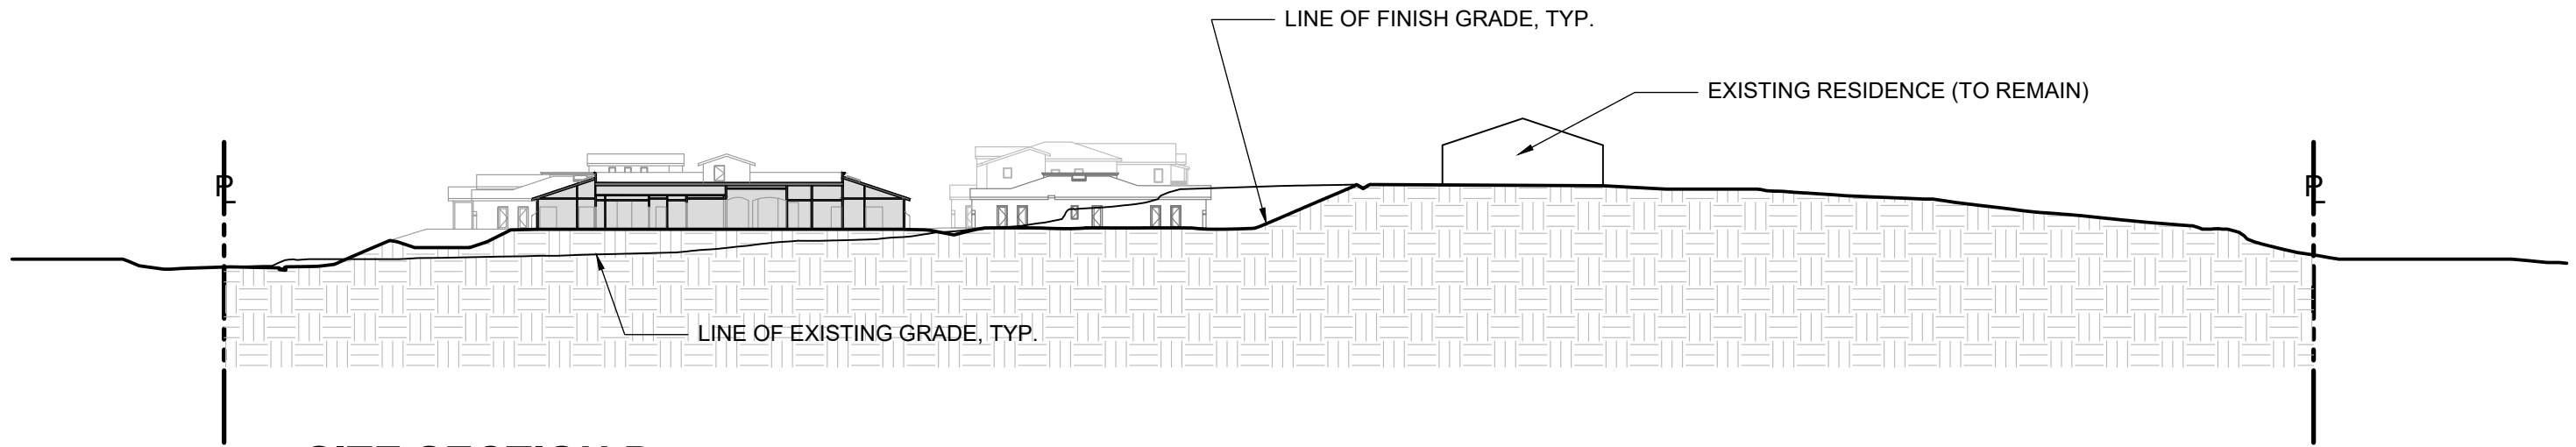 LINE OF FINISH GRADE, TYP.
EXISTING RESIDENCE (TO REMAIN)
PL
PL
LINE OF EXISTING GRADE, TYP.